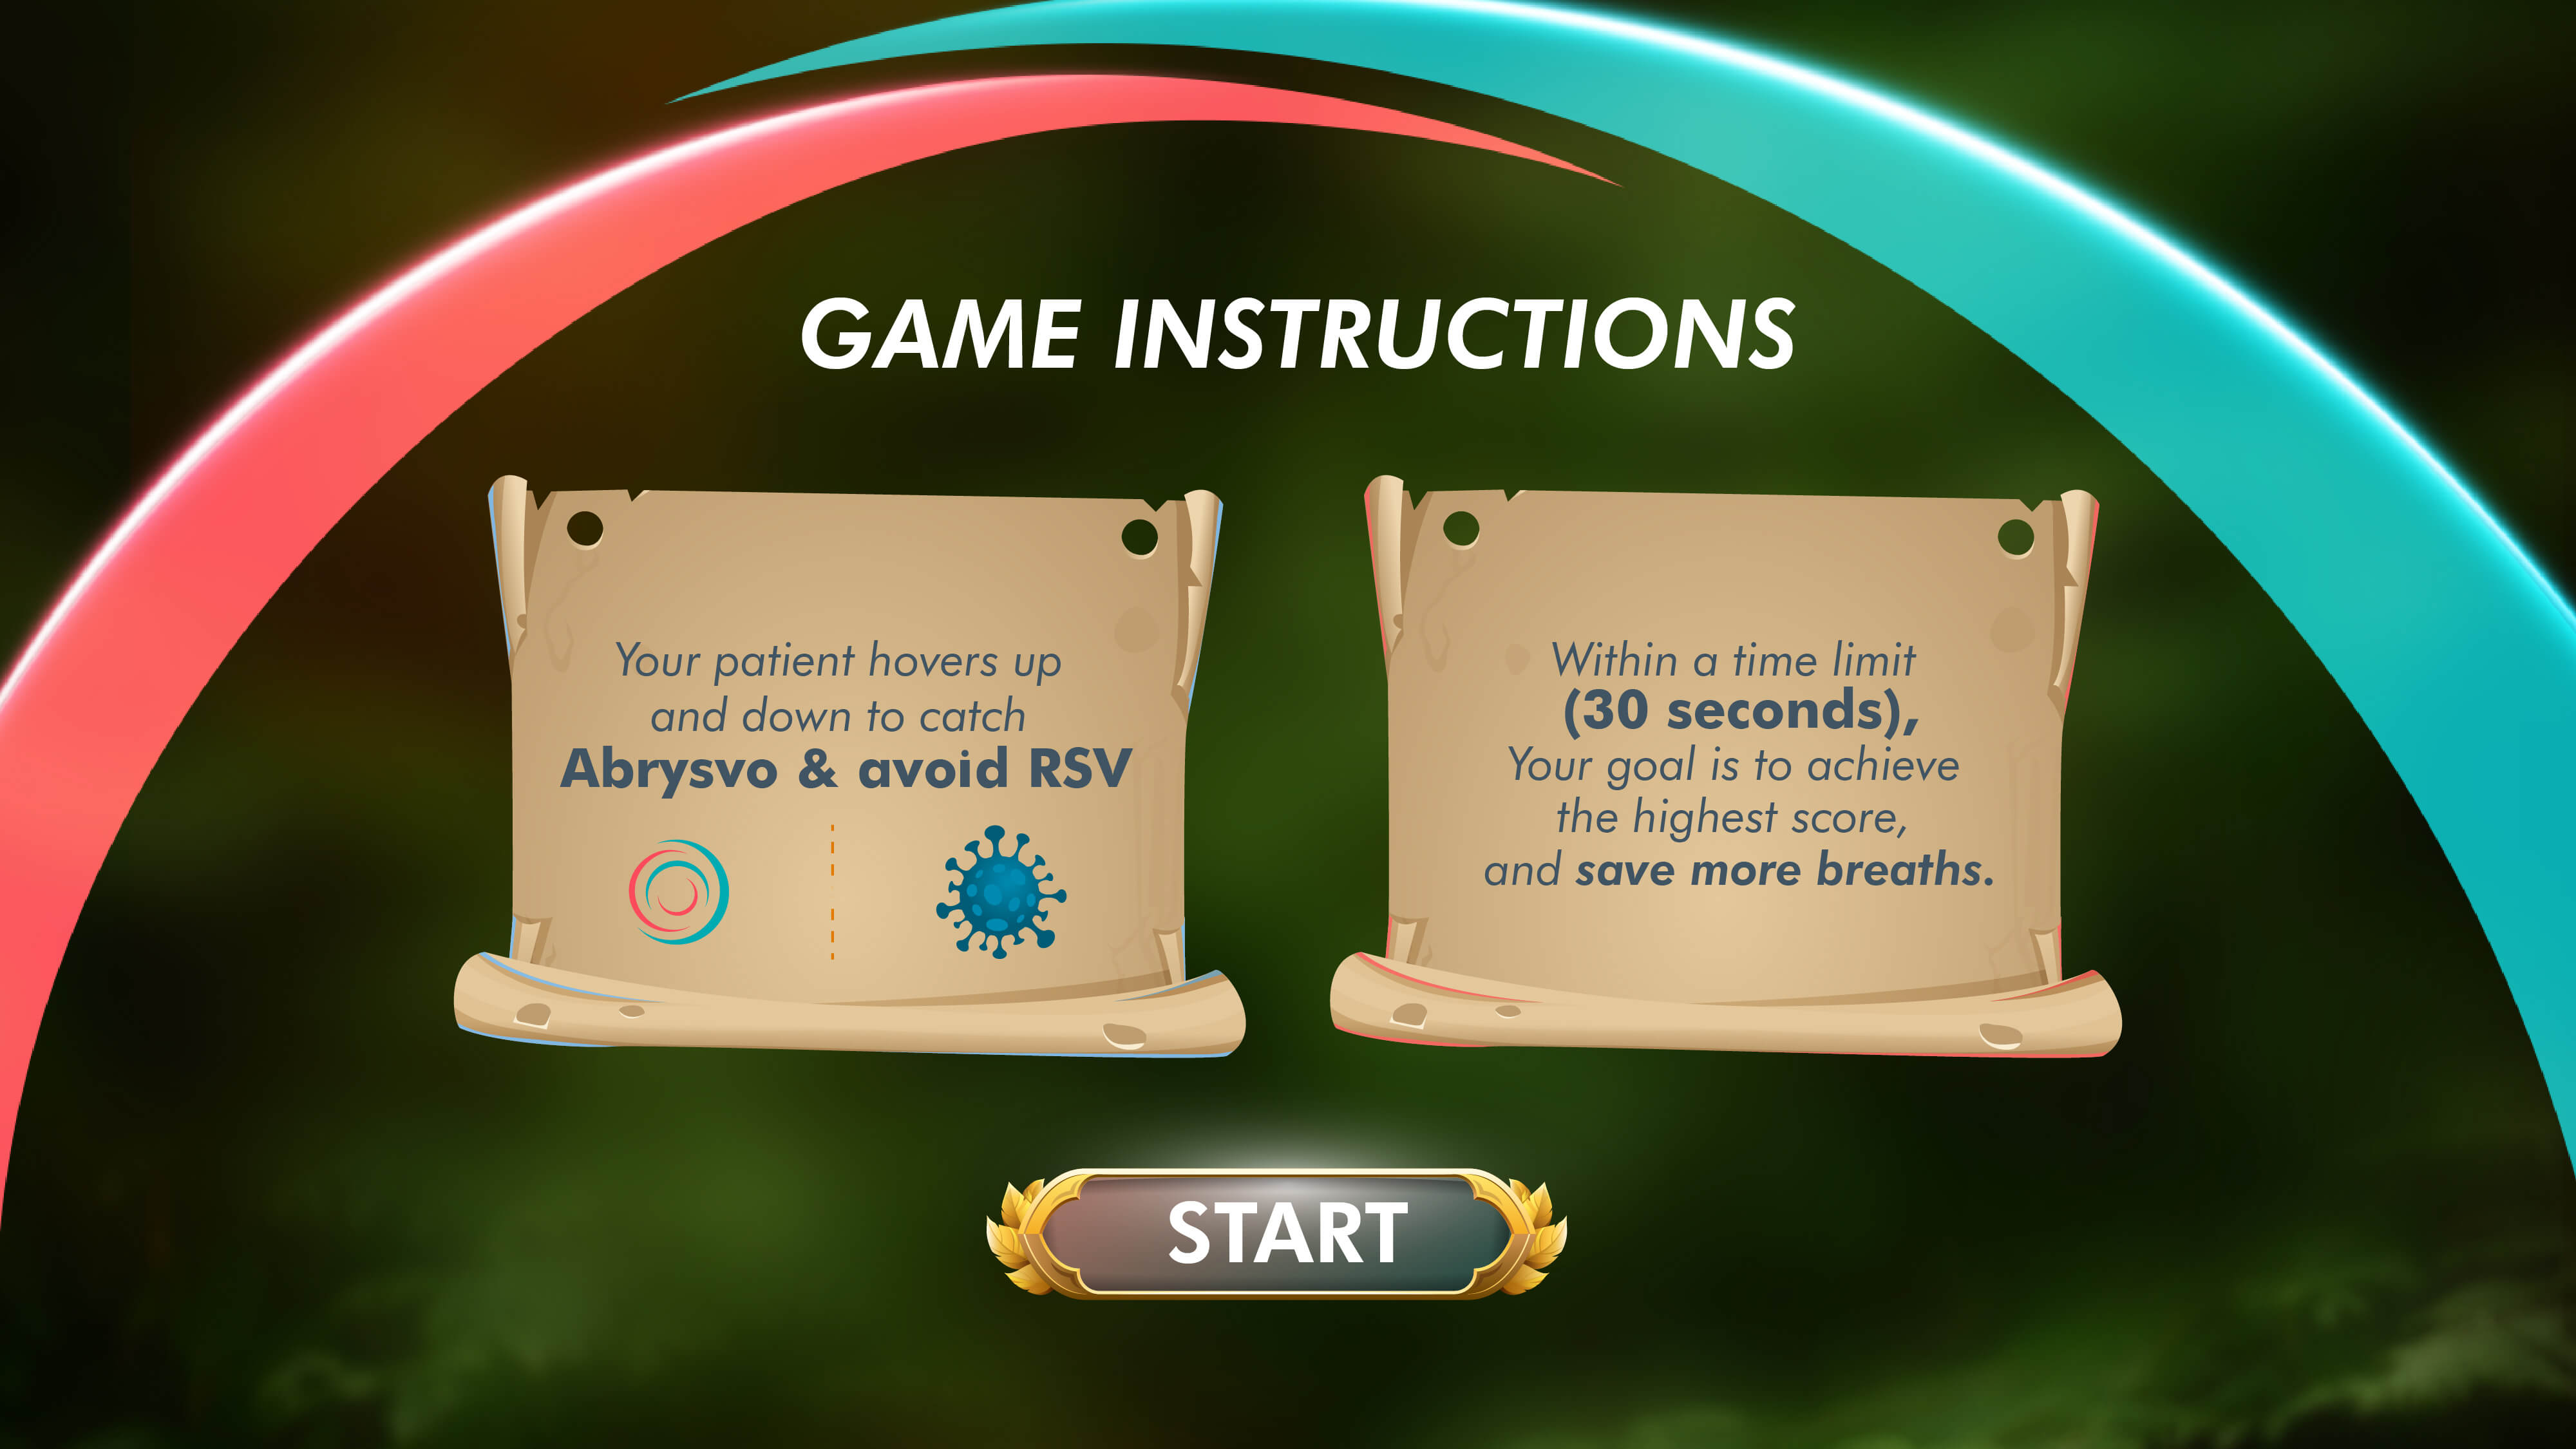 GAME INSTRUCTIONS
Your patient hovers up
and down to catch
Abrysvo & avoid RSV
Within a time limit
(30 seconds),
Your goal is to achieve
the highest score,
and save more breaths.
START